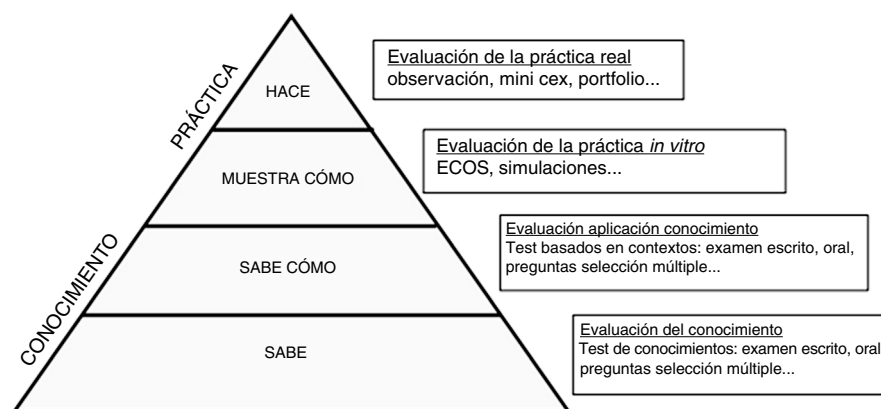 PRÁCTICA
CONOCIMIENTO
HACE
Evaluación de la práctica real
observación, mini cex, portfolio...
MUESTRA CÓMO
Evaluación de la práctica in vitro
ECOS, simulaciones...
SABE CÓMO
Evaluación aplicación conocimiento
Test basados en contextos: examen escrito, oral,
preguntas selección múltiple...
SABE
Evaluación del conocimiento
Test de conocimientos: examen escrito, oral
preguntas selección múltiple...